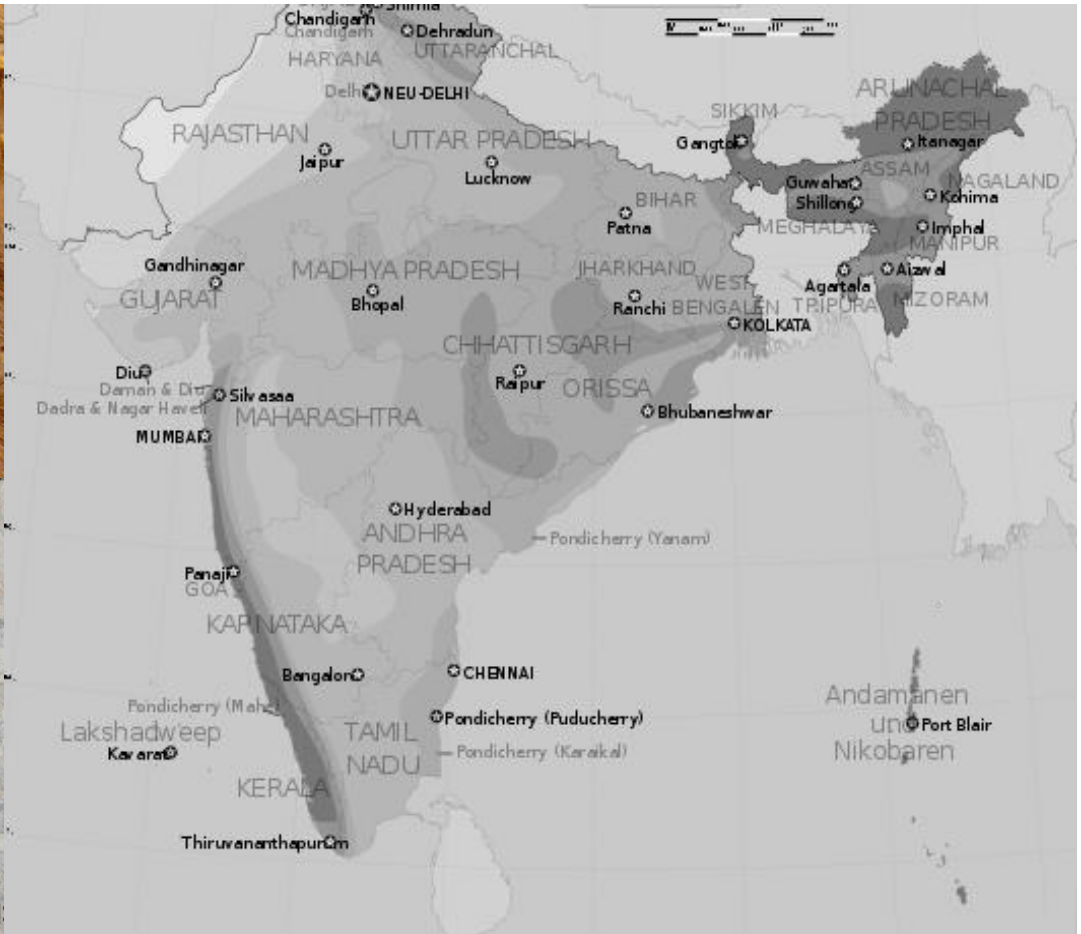 Shimla
Chandigarh
Chandigarh
Dehradun
UTTARANCHAL
HARYANA
Delhi
NEU-DELHI
ARUNACHAL
PRADESH
SIKKIM
RAJASTHAN
UTTAR PRADESH
Gangtok
Itanagar
Jaipur
Lucknow
ASSAM
Guwahati
NAGALAND
Kohima
BIHAR
Shillong
Patna
MEGHALAYA
Imphal
MANIPUR
Gandhinagar
MADHYA PRADESH
JHARKHAND
Aizwal
GUJARAT
Bhopal
WEST
BENGALEN
Agartala
TRIPURA
MIZORAM
Ranchi
KOLKATA
CHHATTISGARH
Diu
Raipur
ORISSA
Daman & Diu
Silvasaa
Dadra & Nagar Haveli
MAHARASHTRA
Bhubaneshwar
MUMBAI
Hyderabad
ANDHRA
PRADESH
Pondicherry (Yanam)
Panaji
GOA
KARNATAKA
Bangalore
CHENNAI
Pondicherry (Mahe)
Pondicherry (Puducherry)
Lakshadweep
Kavarati
TAMIL
NADU
Pondicherry (Karaikal)
Andamanen
und
Nikobaren
Port Blair
KERALA
Thiruvananthapuram